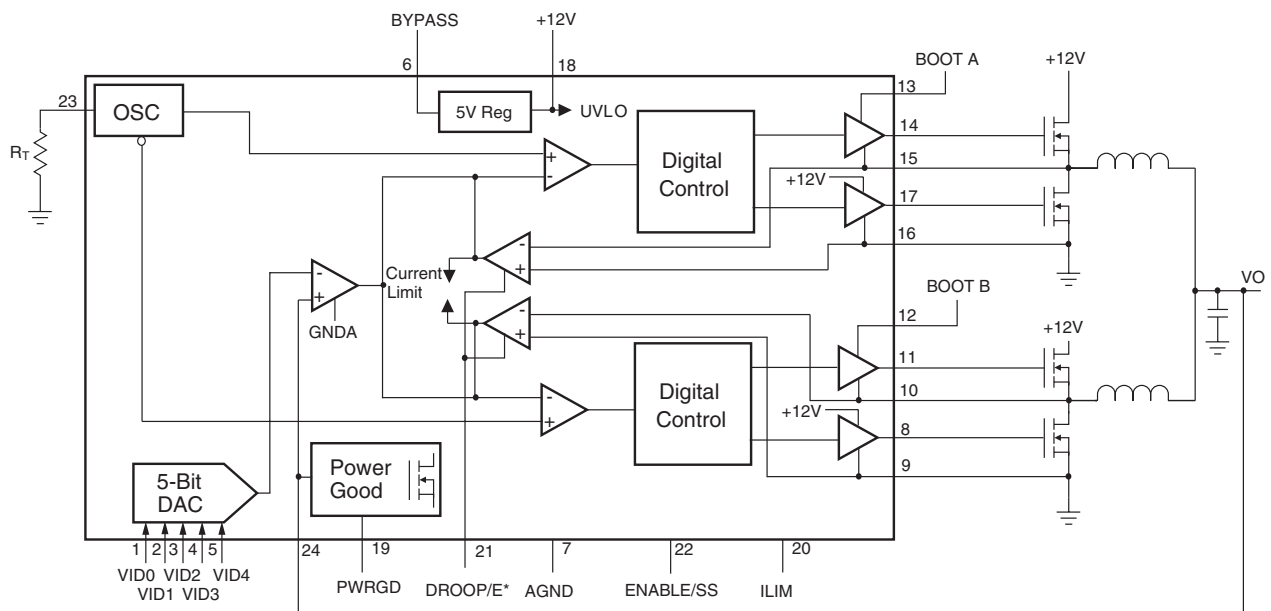 BYPASS
+12V
6
18
BOOT A
+12V
23
OSC
5V Reg
UVLO
13
14
RT
+
-
Digital
Control
15
+12V
17
16
-
+
Current
Limit
-
+
GNDA
BOOT B
VO
-
+
12
+12V
11
Digital
Control
10
-
+
+12V
8
9
5-Bit
DAC
Power
Good
1
2
3
4
5
24
19
21
7
22
20
VID0
VID2
VID4
VID1
VID3
PWRGD
DROOP/E*
AGND
ENABLE/SS
ILIM